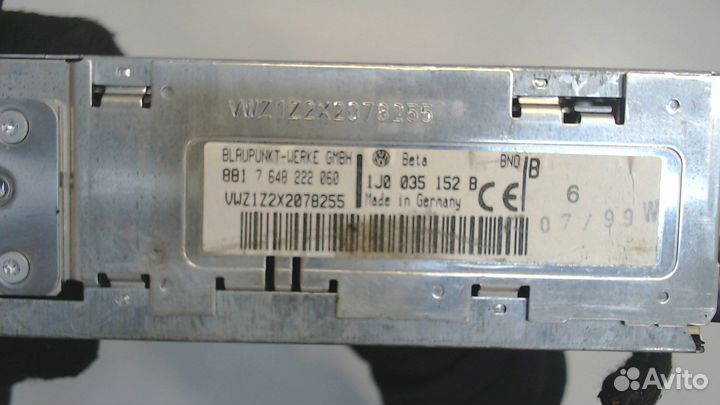 VWZ1Z2X2078255
BLAUPUNKT-WERKE GMBH
881 7 648 222 060
VWZ1Z2X2078255
Beta BNO
1J0 035 152 B
Made in Germany
CE
B
6
07/99 W
Avito